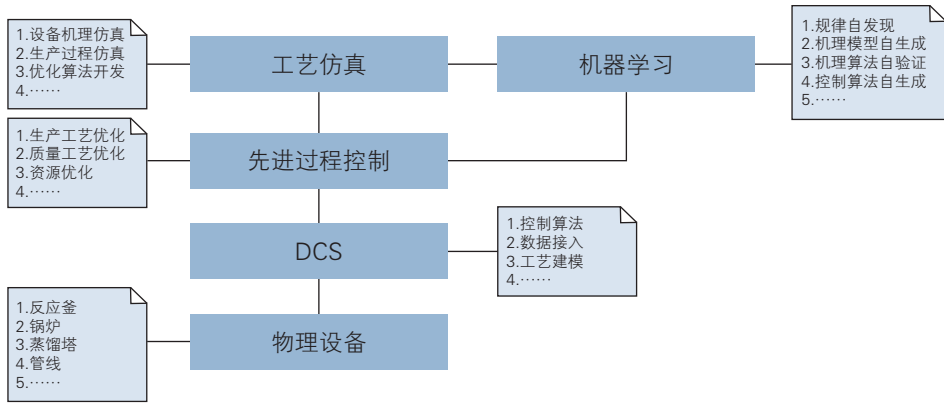 1.设备机理仿真
2.生产过程仿真
3.优化算法开发
4.……
工艺仿真
机器学习
1.规律自发现
2.机理模型自生成
3.机理算法自验证
4.控制算法自生成
5.……
1.生产工艺优化
2.质量工艺优化
3.资源优化
4.……
先进过程控制
DCS
1.控制算法
2.数据接入
3.工艺建模
4.……
1.反应釜
2.锅炉
3.蒸馏塔
4.管线
5.……
物理设备